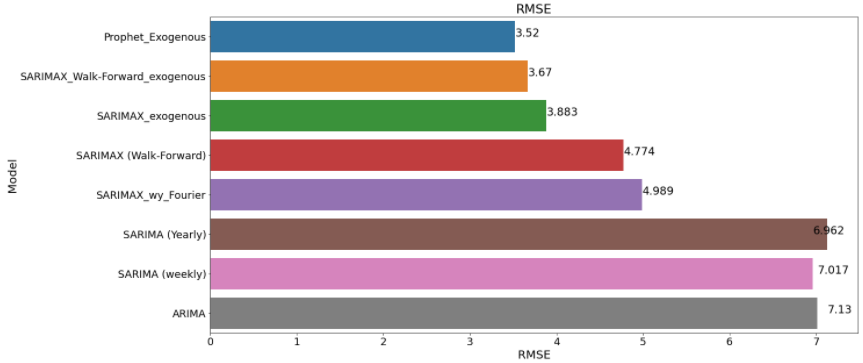 RMSE
Prophet_Exogenous 3.52
SARIMAX_Walk-Forward_exogenous 3.67
SARIMAX_exogenous 3.883
SARIMAX (Walk-Forward) 4.774
SARIMAX_wy_Fourier 4.989
SARIMA (Yearly) 6.962
SARIMA (weekly) 7.017
ARIMA 7.13
Model
0 1 2 3 4 5 6 7
RMSE